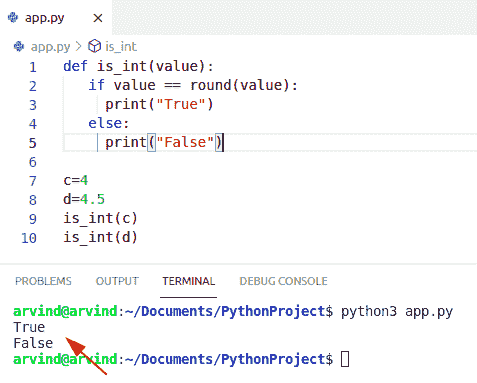 app.py ×
app.py > is_int
1 def is_int(value):
2 if value == round(value):
3 print("True")
4 else:
5 print("False")
6
7 c=4
8 d=4.5
9 is_int(c)
10 is_int(d)
PROBLEMS OUTPUT TERMINAL DEBUG CONSOLE
arvind@arvind:~/Documents/PythonProject$ python3 app.py
True
False
arvind@arvind:~/Documents/PythonProject$